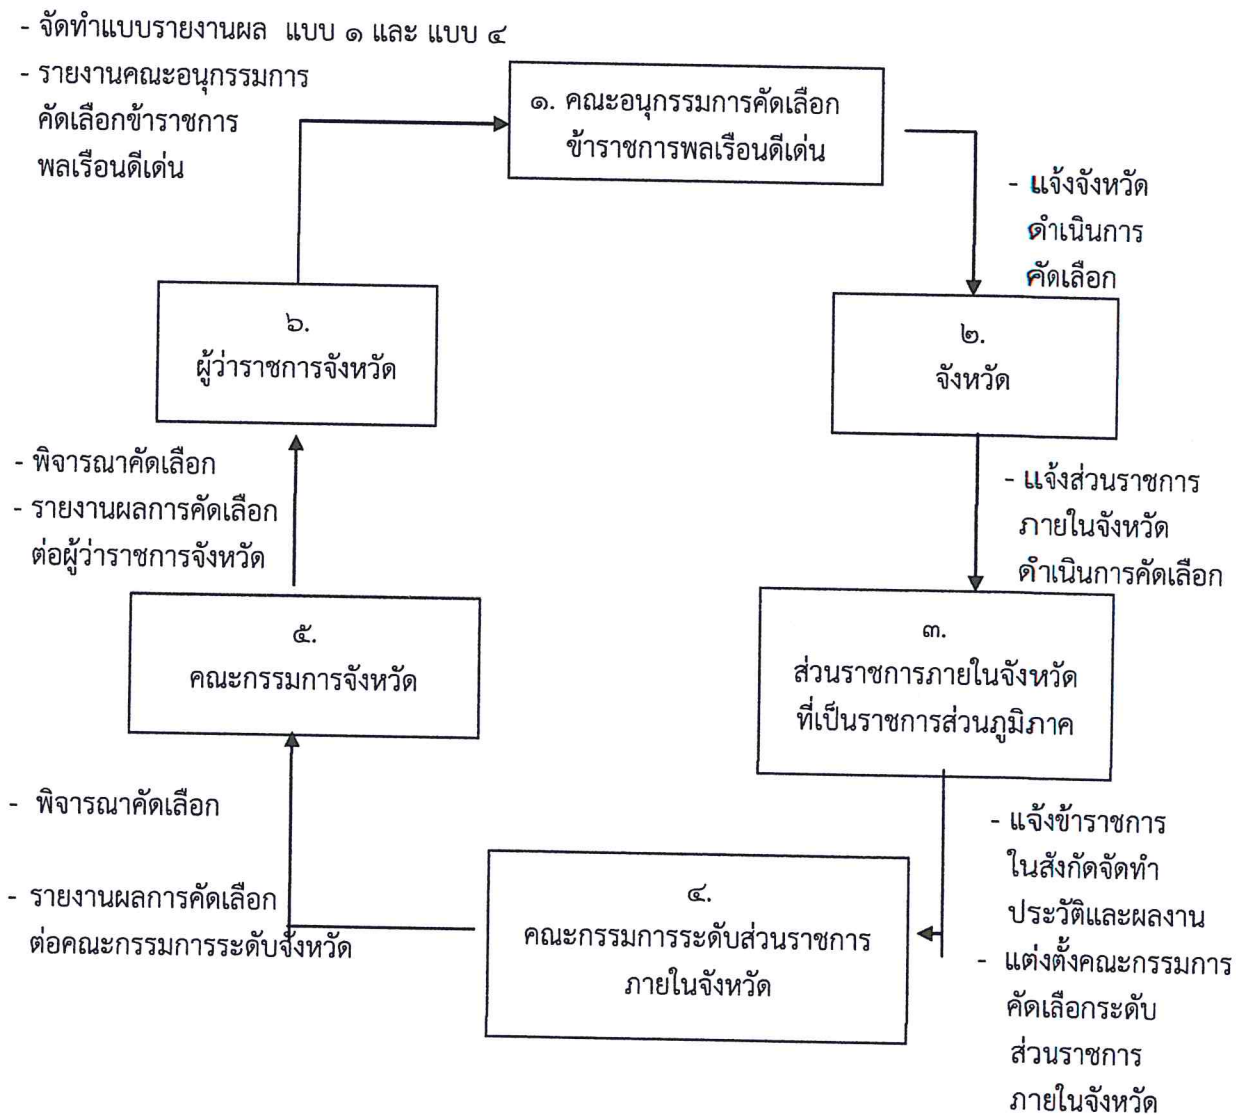 - จัดทำแบบรายงานผล แบบ ๑ และ แบบ ๔
- รายงานคณะอนุกรรมการ
คัดเลือกข้าราชการ
พลเรือนดีเด่น
๑. คณะอนุกรรมการคัดเลือก
ข้าราชการพลเรือนดีเด่น
- แจ้งจังหวัด
ดำเนินการ
คัดเลือก
๒.
จังหวัด
- แจ้งส่วนราชการ
ภายในจังหวัด
ดำเนินการคัดเลือก
๓.
ส่วนราชการภายในจังหวัด
ที่เป็นราชการส่วนภูมิภาค
- แจ้งข้าราชการ
ในสังกัดจัดทำ
ประวัติและผลงาน
- แต่งตั้งคณะกรรมการ
คัดเลือกระดับ
ส่วนราชการ
ภายในจังหวัด
๔.
คณะกรรมการระดับส่วนราชการ
ภายในจังหวัด
- พิจารณาคัดเลือก
- รายงานผลการคัดเลือก
ต่อคณะกรรมการระดับจังหวัด
๕.
คณะกรรมการจังหวัด
- พิจารณาคัดเลือก
- รายงานผลการคัดเลือก
ต่อผู้ว่าราชการจังหวัด
๖.
ผู้ว่าราชการจังหวัด